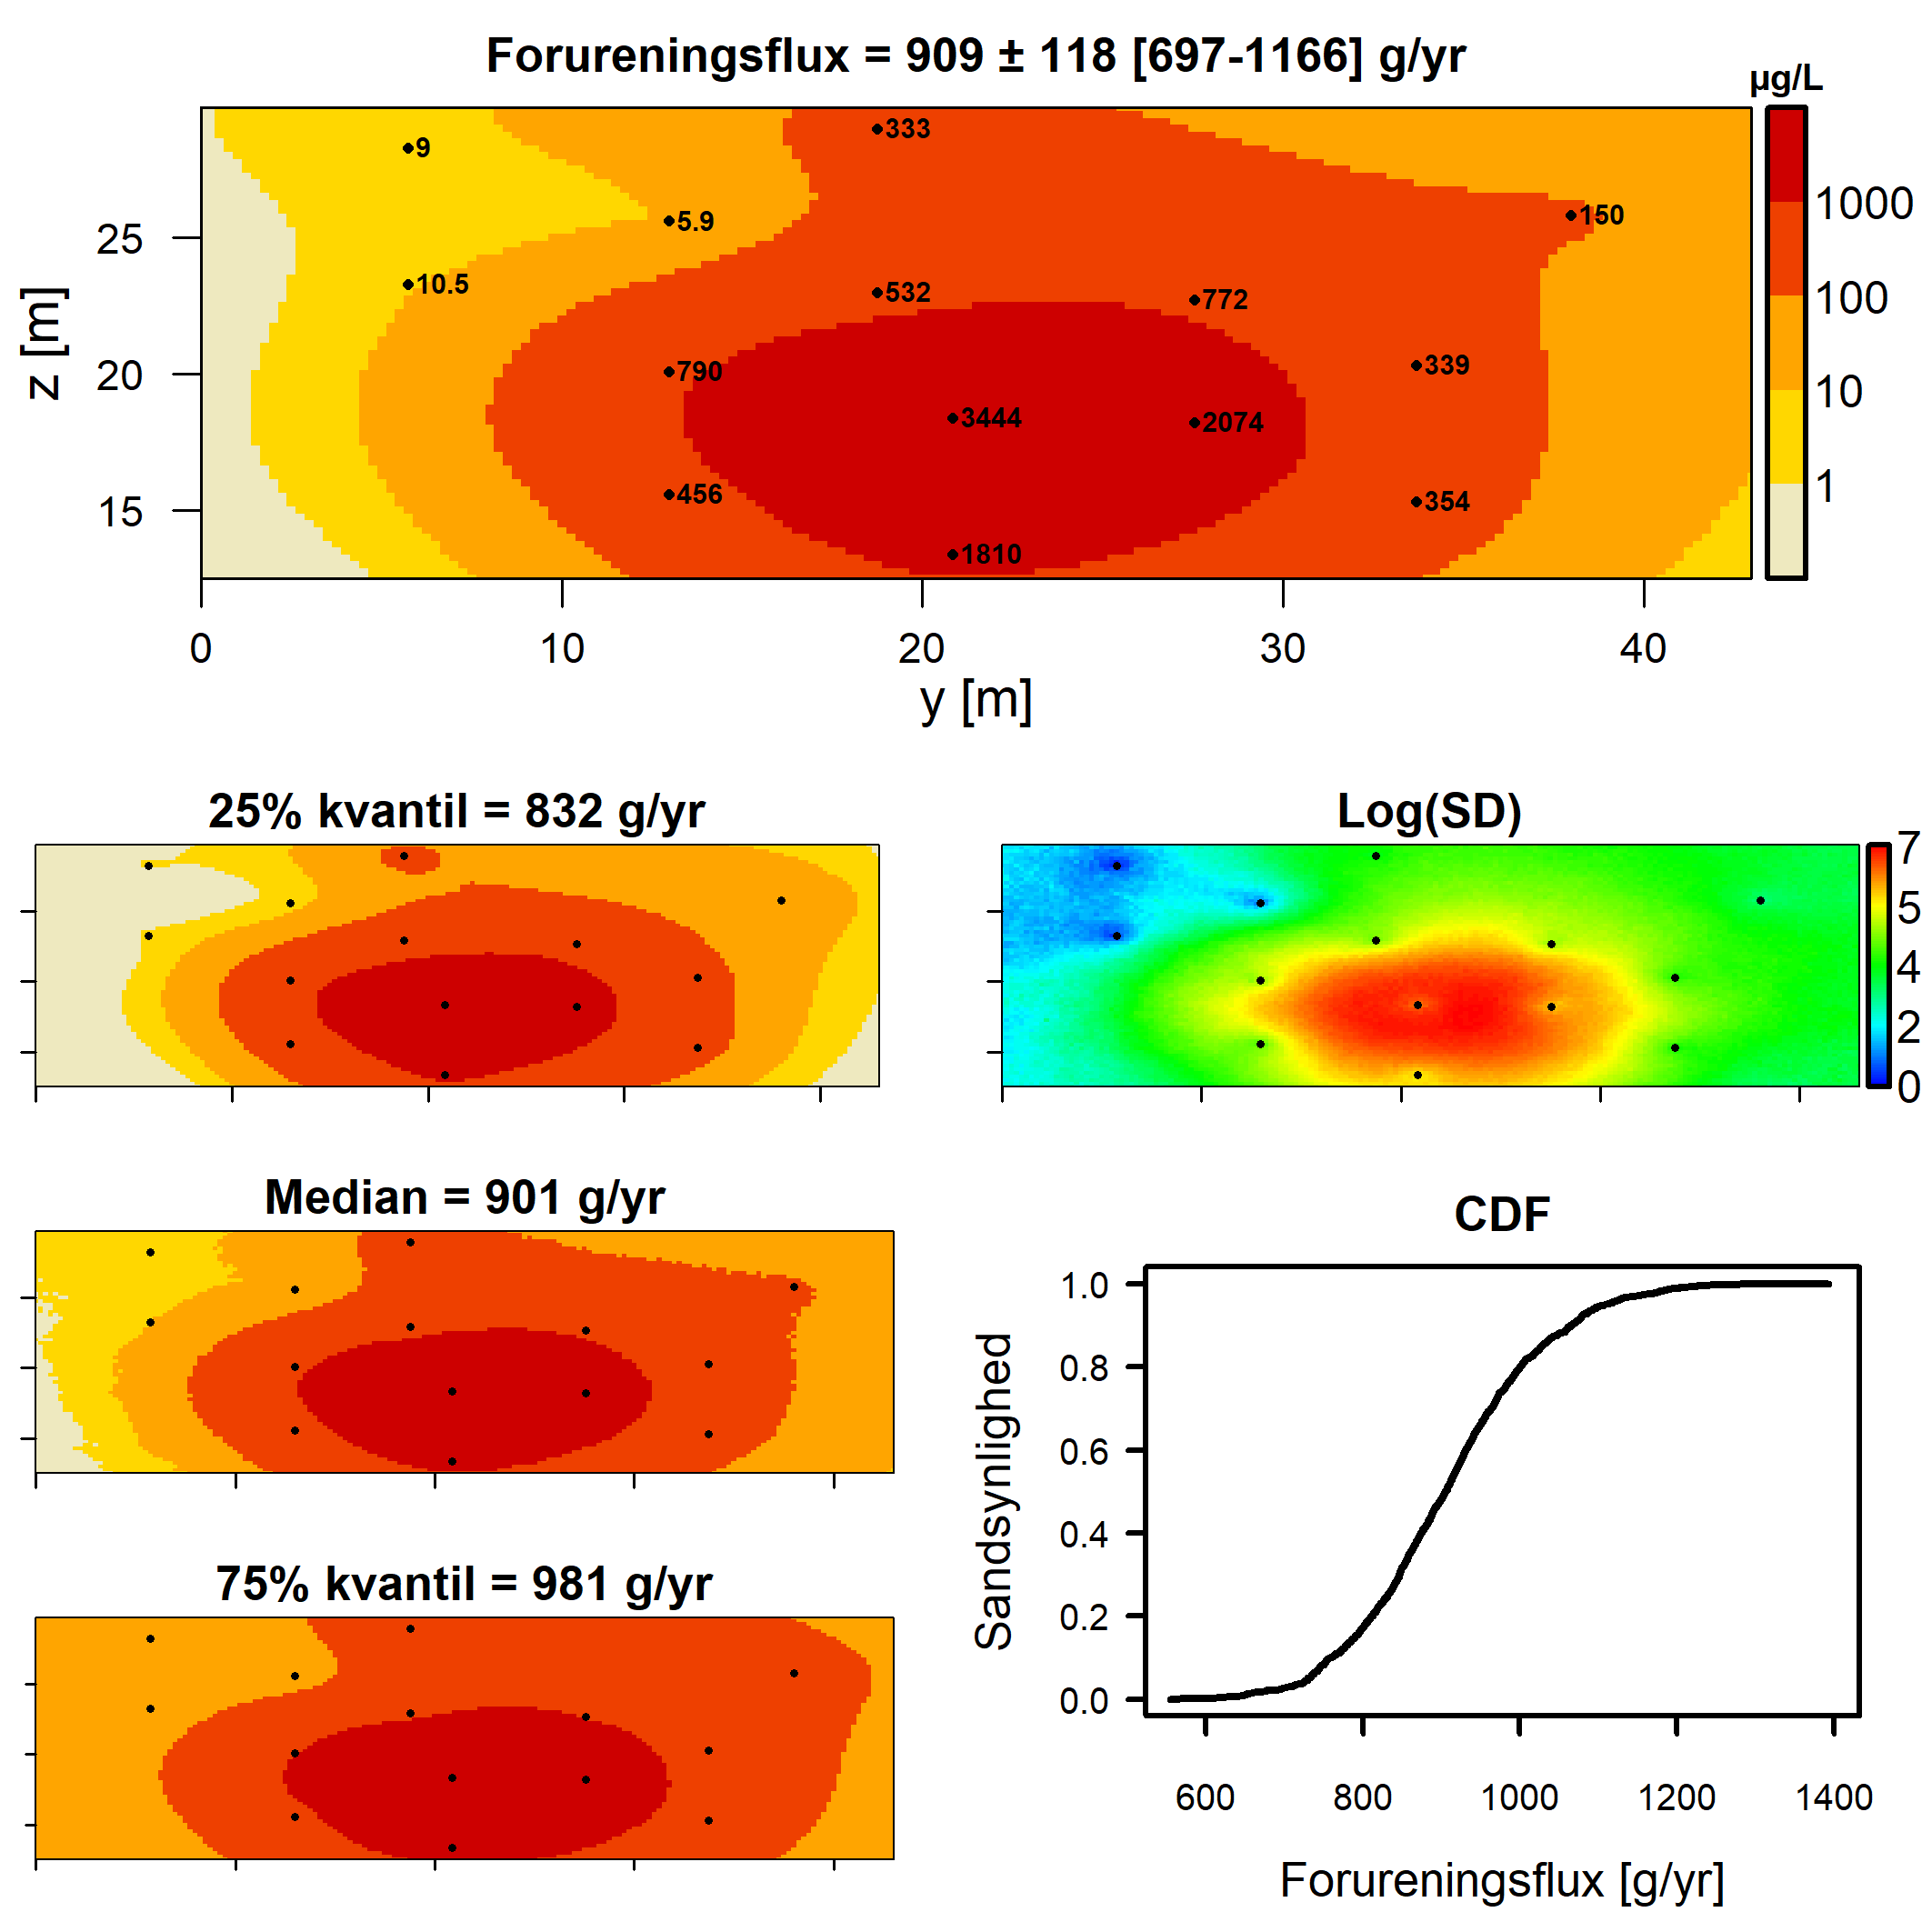 Forureningsflux = 909 ± 118 [697-1166] g/yr
µg/L
333
9
1000
5.9
150
25
10.5
532
772
100
z [m]
790
339
20
3444
2074
10
456
354
1
15
1810
0 10 20 30 40
y [m]
25% kvantil = 832 g/yr
Log(SD)
7
5
4
2
0
Median = 901 g/yr
CDF
1.0
0.8
0.6
0.4
0.2
0.0
Sandsynlighed
600 800 1000 1200 1400
Forureningsflux [g/yr]
75% kvantil = 981 g/yr